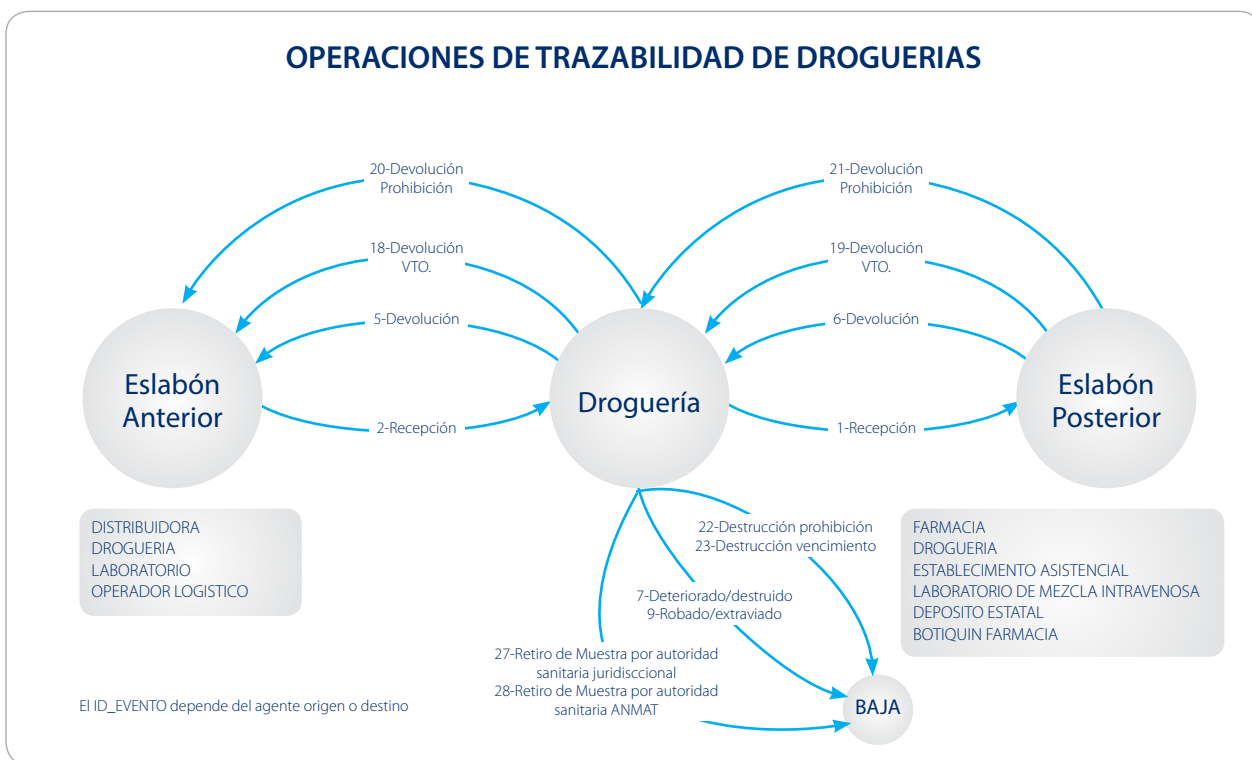 OPERACIONES DE TRAZABILIDAD DE DROGUERIAS
20-Devolución
Prohibición
21-Devolución
Prohibición
18-Devolución
VTO.
19-Devolución
VTO.
5-Devolución
6-Devolución
Eslabón
Anterior
Droguería
Eslabón
Posterior
2-Recepción
1-Recepción
DISTRIBUIDORA
DROGUERIA
LABORATORIO
OPERADOR LOGISTICO
22-Destrucción prohibición
23-Destrucción vencimiento
FARMACIA
DROGUERIA
ESTABLECIMENTO ASISTENCIAL
LABORATORIO DE MEZCLA INTRAVENOSA
DEPOSITO ESTATAL
BOTIQUIN FARMACIA
7-Deteriorado/destruido
9-Robado/extraviado
27-Retiro de Muestra por autoridad
sanitaria juridisccional
28-Retiro de Muestra por autoridad
sanitaria ANMAT
BAJA
El ID_EVENTO depende del agente origen o destino